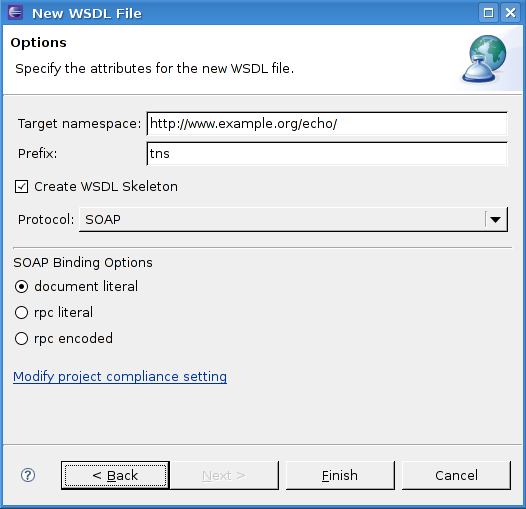 New WSDL File
Options
Specify the attributes for the new WSDL file.
Target namespace: http://www.example.org/echo/
Prefix: tns
Create WSDL Skeleton
Protocol: SOAP
SOAP Binding Options
document literal
rpc literal
rpc encoded
Modify project compliance setting
? < Back Next > Finish Cancel